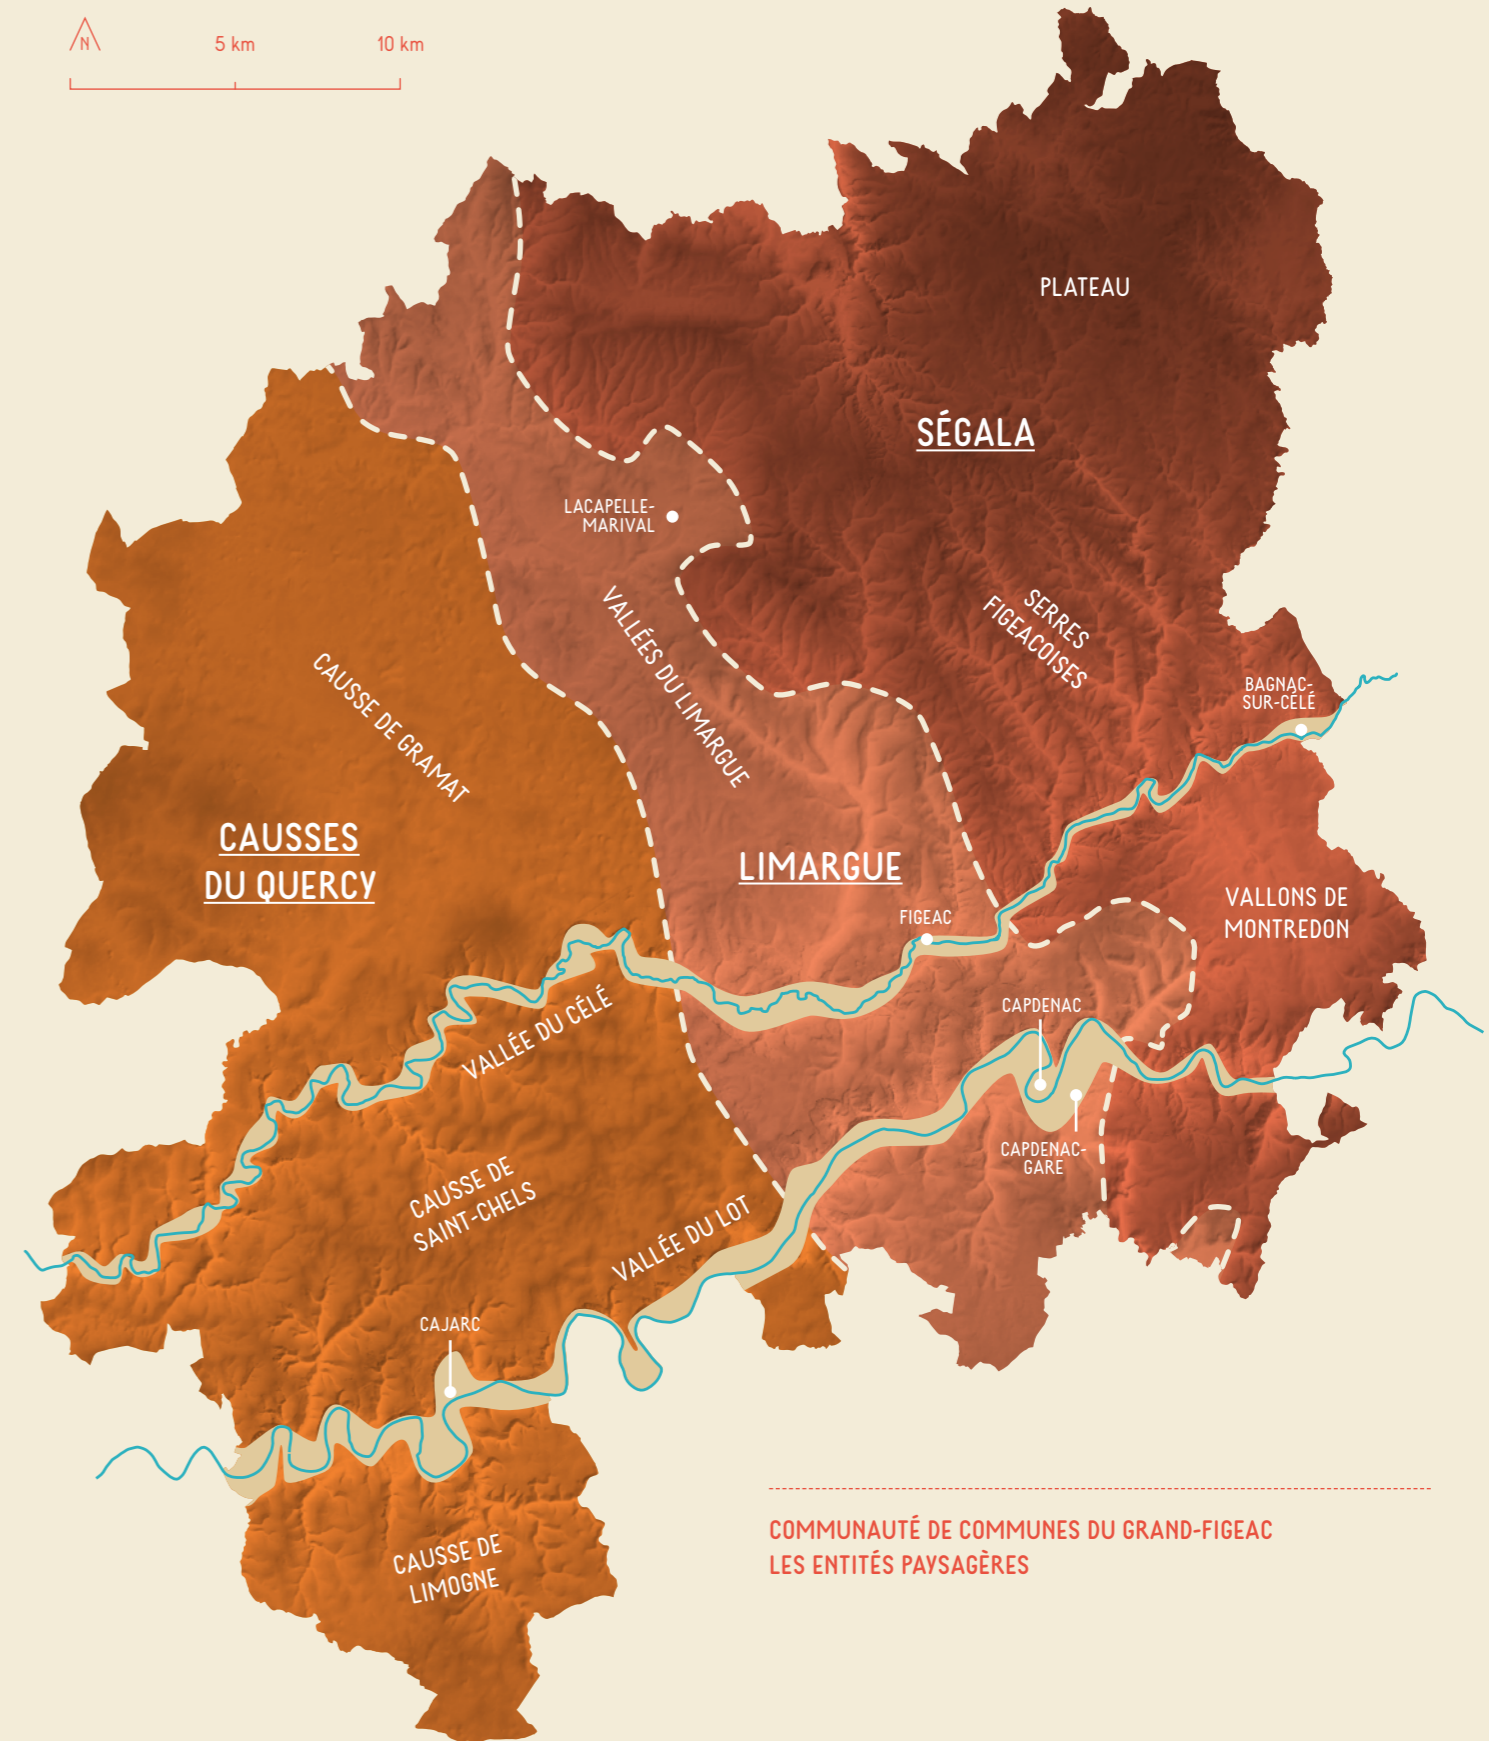 N
5 km
10 km
PLATEAU
SÉGALA
LACAPELLE-
MARIVAL
SERRES
FIGEACOISES
VALLÉES DU LIMARGUE
CAUSSE DE GRAMAT
BAGNAC-
SUR-CÉLÉ
CAUSSES
DU QUERCY
LIMARGUE
VALLONS DE
MONTREDON
FIGEAC
CAPDENAC
VALLÉE DU CÉLÉ
CAPDENAC-
GARE
CAUSSE DE
SAINT-CHELS
VALLÉE DU LOT
CAJARC
CAUSSE DE
LIMOGNE
COMMUNAUTÉ DE COMMUNES DU GRAND-FIGEAC
LES ENTITÉS PAYSAGÈRES